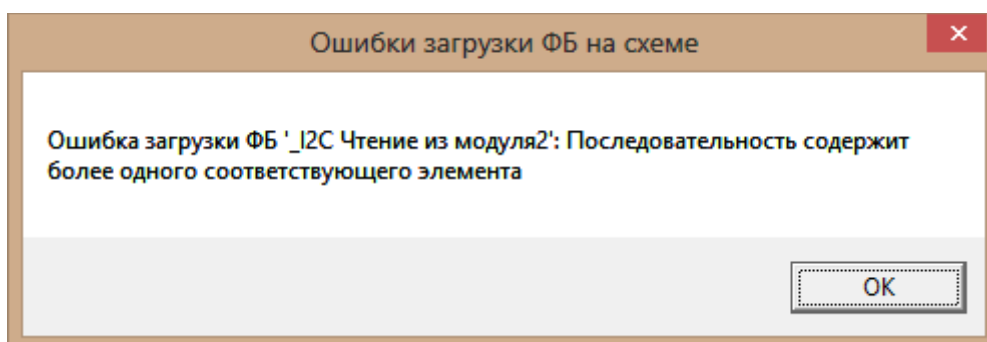 Ошибки загрузки ФБ на схеме
Ошибка загрузки ФБ '_I2C Чтение из модуля2': Последовательность содержит
более одного соответствующего элемента
OK